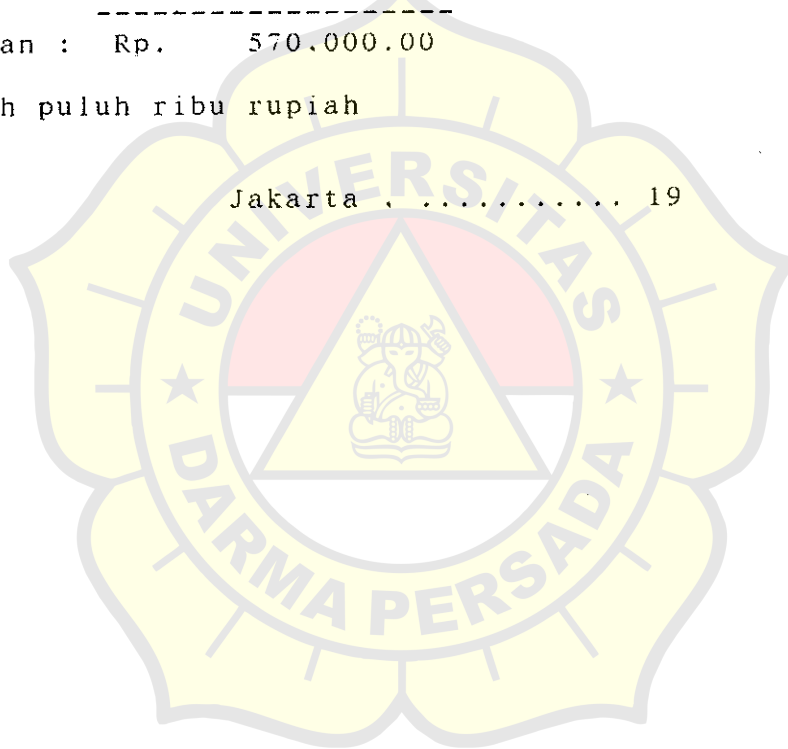 -------------------
an : Rp. 570.000.00
h puluh ribu rupiah
Jakarta , ........... 19
UNIVERSITAS
DARMA PERSADA